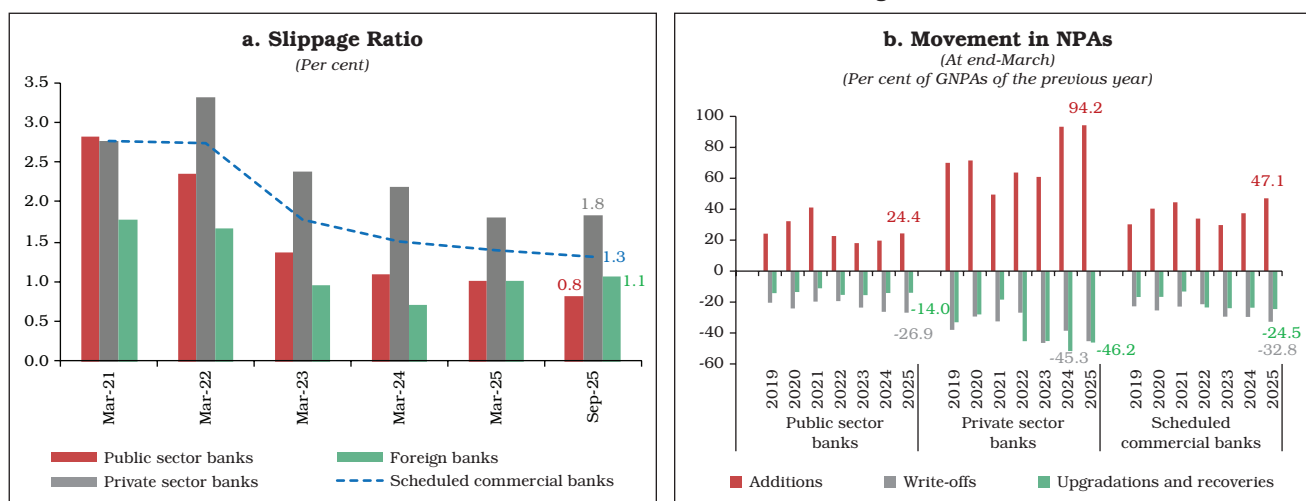 a. Slippage Ratio
(Per cent)
3.5
3.0
2.5
2.0
1.5
1.0
0.5
0.0
1.8
1.3
0.8
1.1
Mar-21
Mar-22
Mar-23
Mar-24
Mar-25
Sep-25
Public sector banks
Foreign banks
Private sector banks
Scheduled commercial banks
b. Movement in NPAs
(At end-March)
(Per cent of GNPAs of the previous year)
100
80
60
40
20
0
-20
-40
-60
24.4
-14.0
-26.9
94.2
-45.3
-46.2
47.1
-24.5
-32.8
2019
2020
2021
2022
2023
2024
2025
2019
2020
2021
2022
2023
2024
2025
2019
2020
2021
2022
2023
2024
2025
Public sector
banks
Private sector
banks
Scheduled
commercial banks
Additions
Write-offs
Upgradations and recoveries